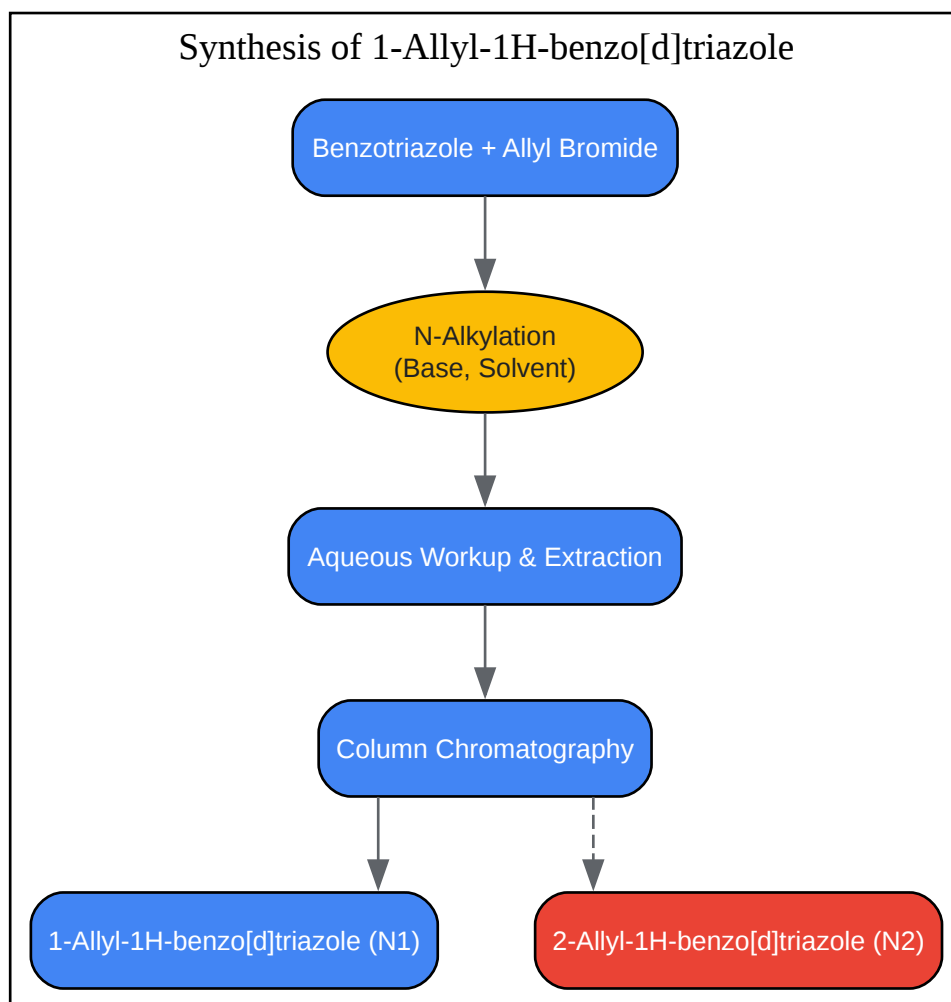 Synthesis of 1-Allyl-1H-benzo[d]triazole
Benzotriazole + Allyl Bromide
N-Alkylation
(Base, Solvent)
Aqueous Workup & Extraction
Column Chromatography
1-Allyl-1H-benzo[d]triazole (N1)
2-Allyl-1H-benzo[d]triazole (N2)